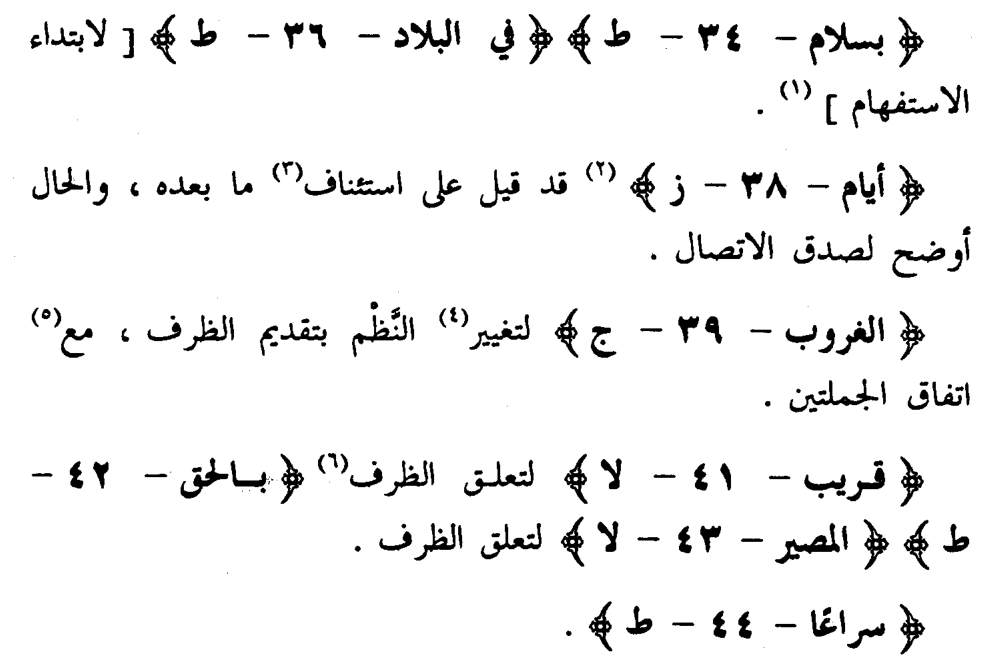 ﴿ بسلام – ٣٤ – ط ﴾ ﴿ في البلاد – ٣٦ – ط ﴾ [ لابتداء
الاستفهام ] (١) .
﴿ أيام – ٣٨ – ز ﴾ (٢) قد قيل على استئناف(٣) ما بعده ، والحال
أوضح لصدق الاتصال .
﴿ الغروب – ٣٩ – ج ﴾ لتغيير(٤) النَّظْم بتقديم الظرف ، مع(٥)
اتفاق الجملتين .
﴿ قريب – ٤١ – لا ﴾ لتعلق الظرف(٦) ﴿ بالحق – ٤٢ –
ط ﴾ ﴿ المصير – ٤٣ – لا ﴾ لتعلق الظرف .
﴿ سراعًا – ٤٤ – ط ﴾ .